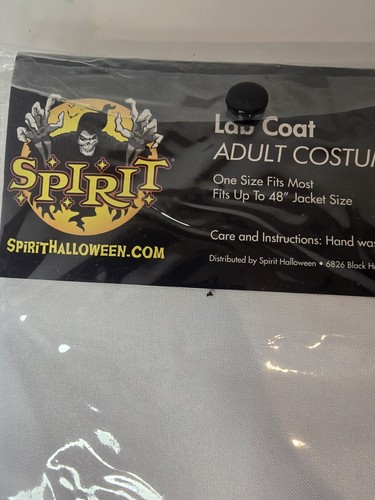 SPIRIT
SPIRITHALLOWEEN.COM
Lab Coat
ADULT COSTU
One Size Fits Most
Fits Up To 48” Jacket Size
Care and Instructions: Hand was
Distributed by Spirit Halloween • 6826 Black H